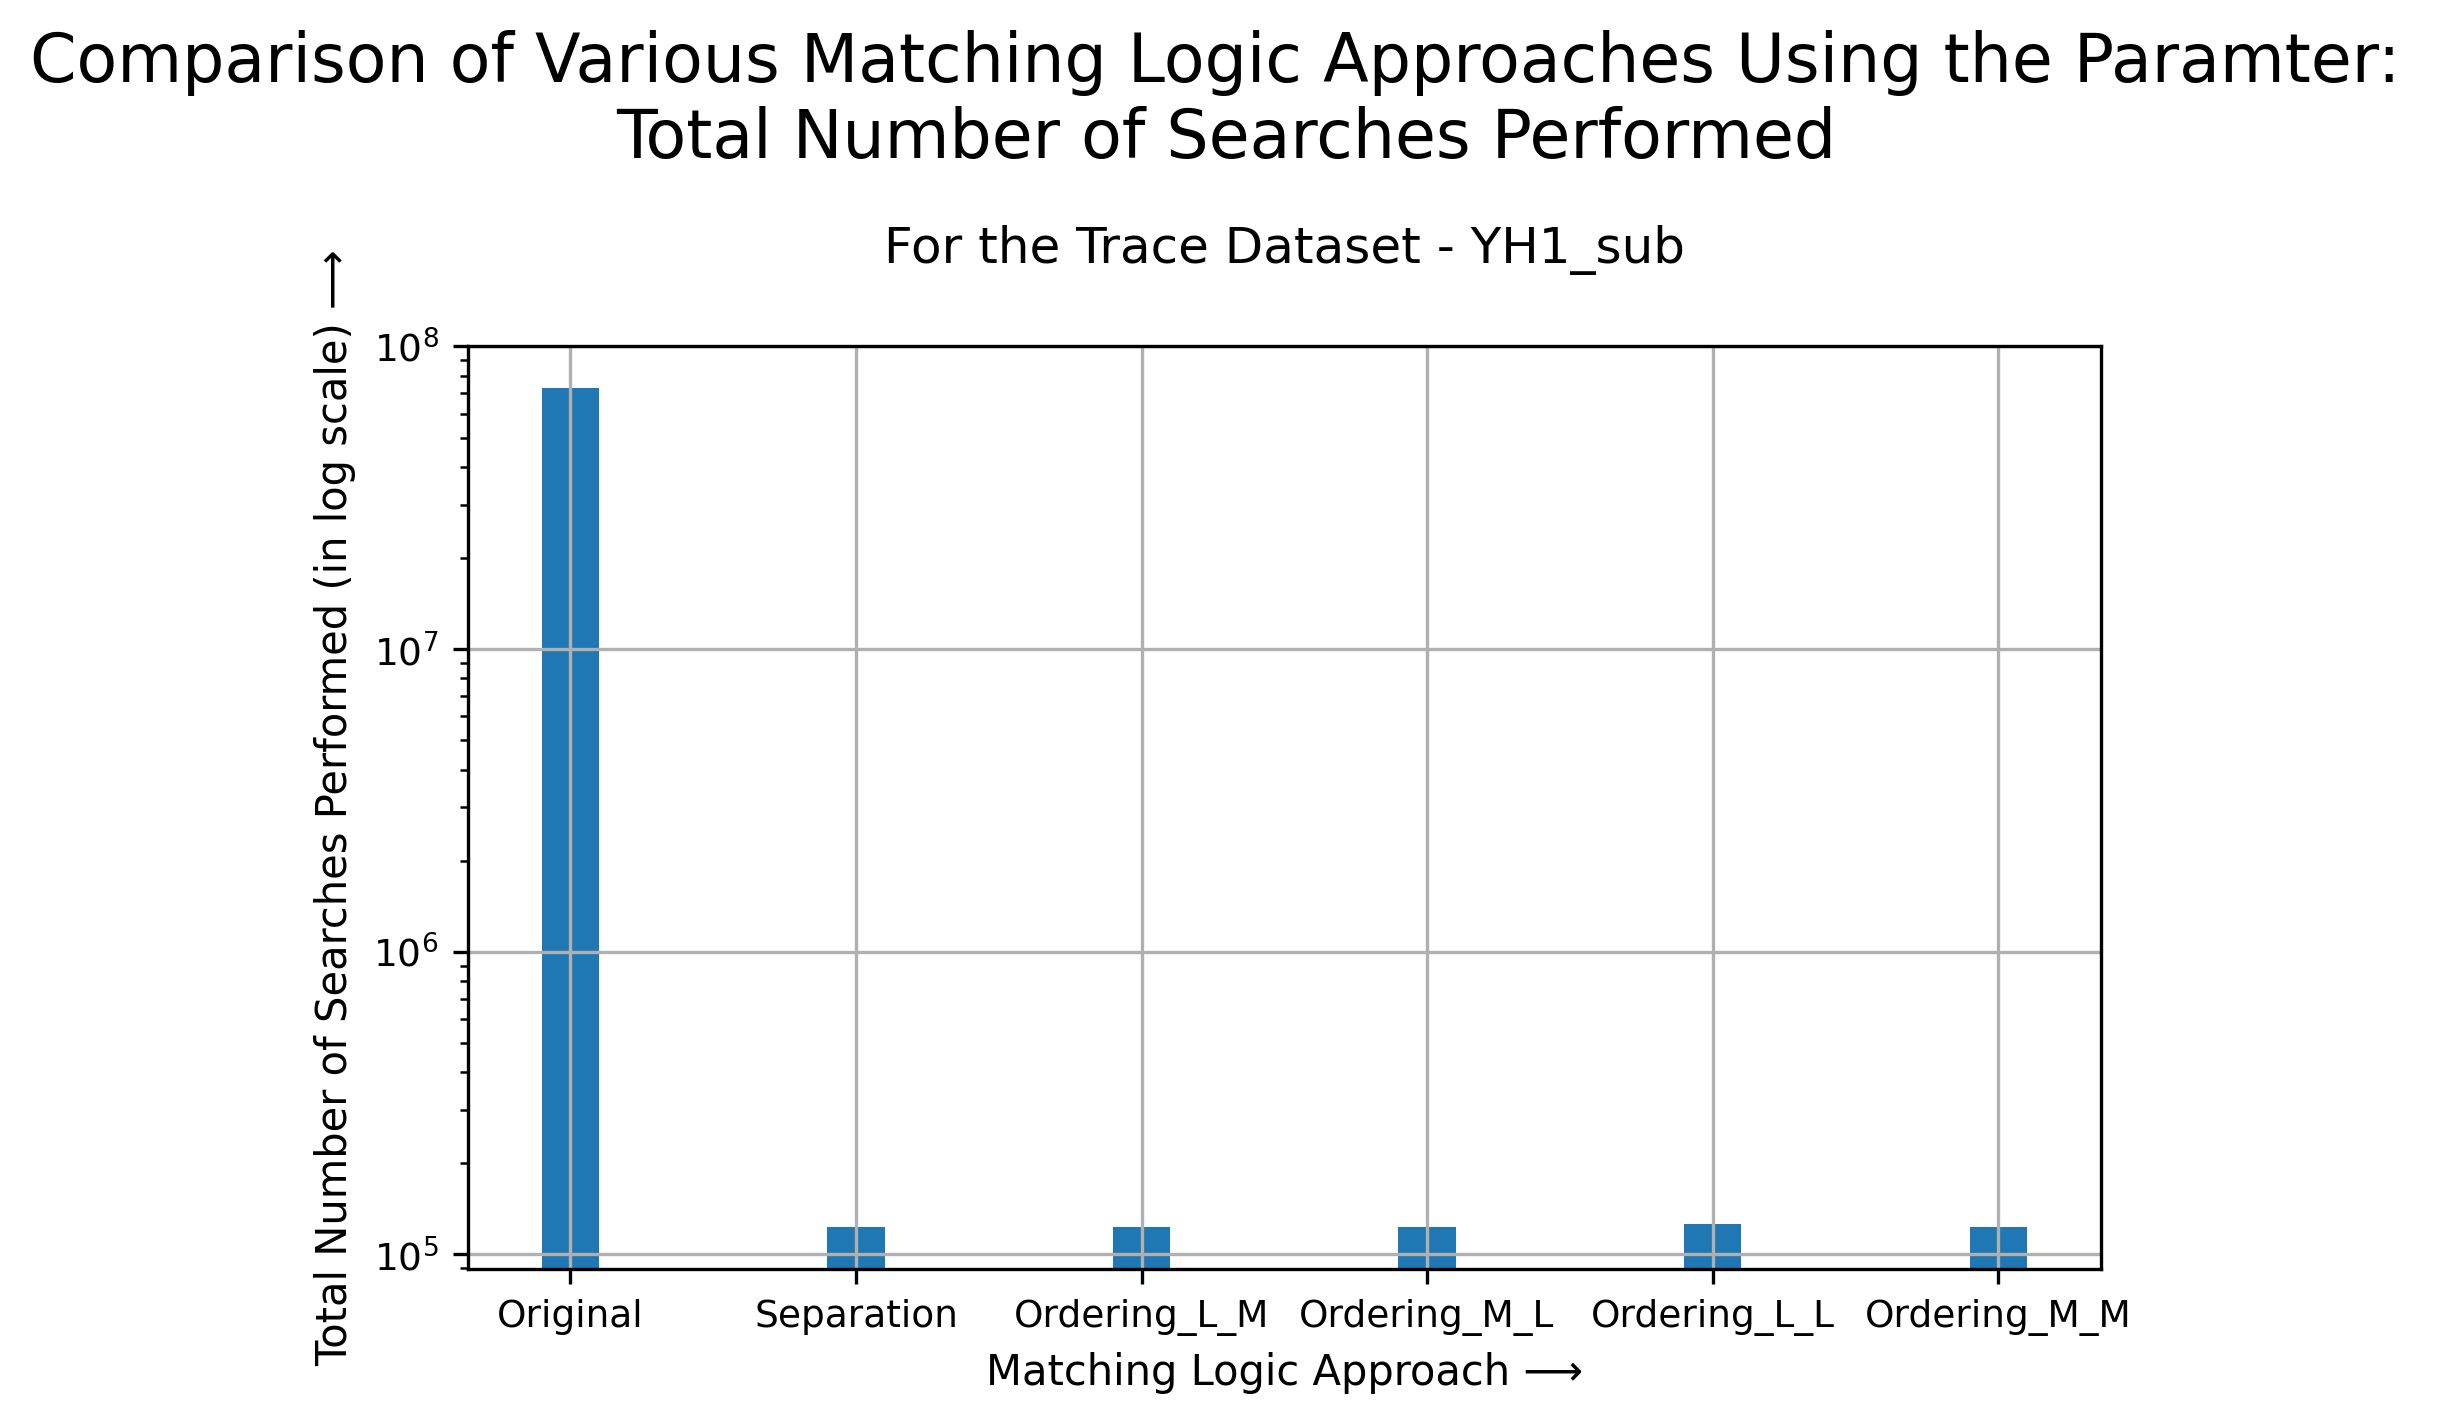 Comparison of Various Matching Logic Approaches Using the Paramter:
Total Number of Searches Performed
For the Trace Dataset - YH1_sub
Total Number of Searches Performed (in log scale) ⟶
10⁸
10⁷
10⁶
10⁵
Original Separation Ordering_L_M Ordering_M_L Ordering_L_L Ordering_M_M
Matching Logic Approach ⟶